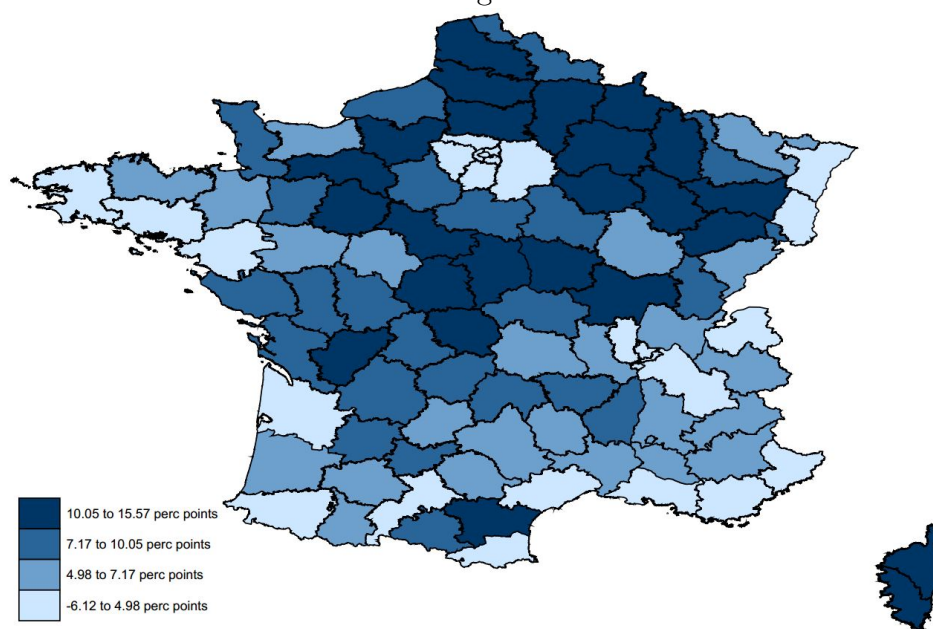 10.05 to 15.57 perc points
7.17 to 10.05 perc points
4.98 to 7.17 perc points
-6.12 to 4.98 perc points